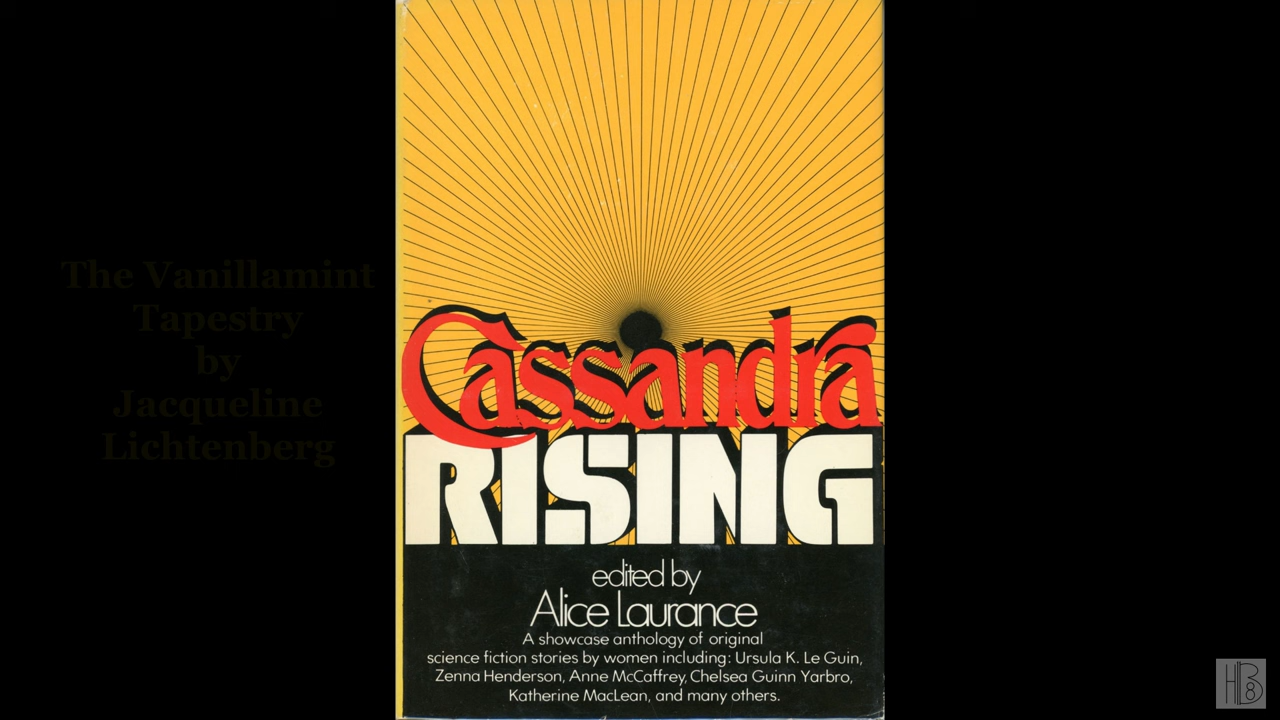 The Vanillamint
Tapestry
by
Jacqueline
Lichtenberg
Cassandra
RISING
edited by
Alice Laurance
A showcase anthology of original
science fiction stories by women including: Ursula K. Le Guin,
Zenna Henderson, Anne McCaffrey, Chelsea Guinn Yarbro,
Katherine MacLean, and many others.
HB8